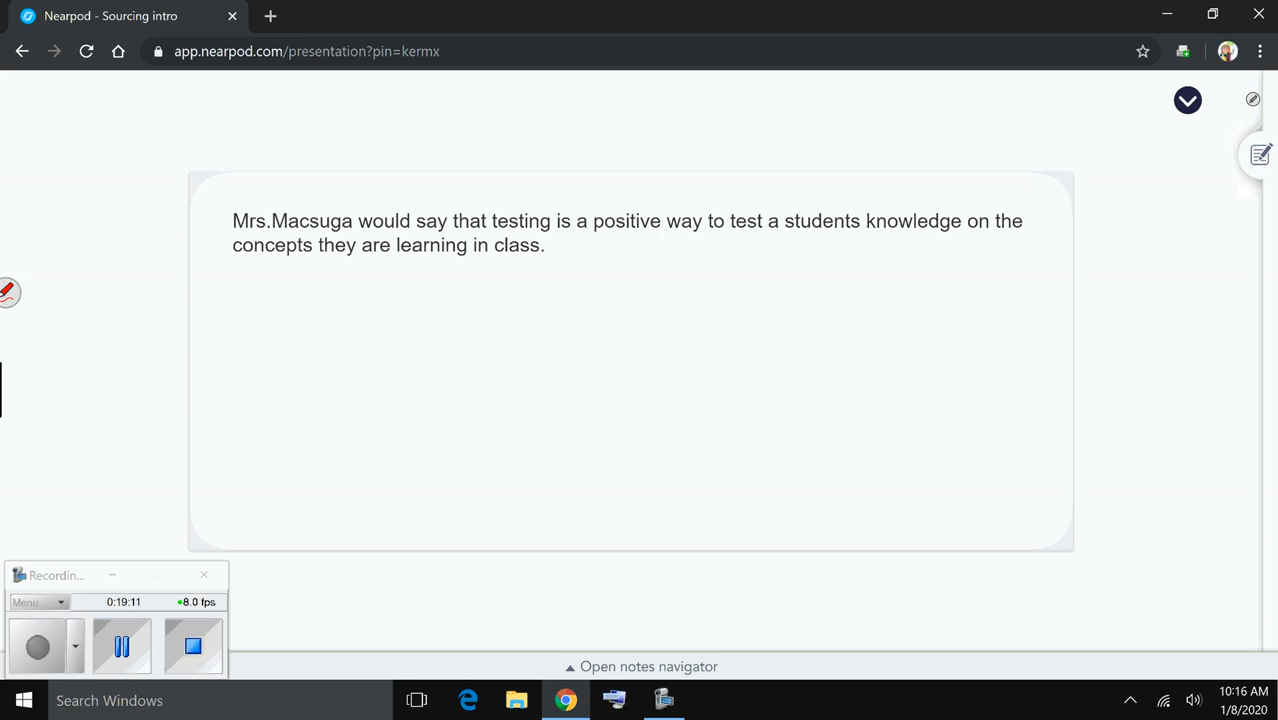 Nearpod - Sourcing intro
app.nearpod.com/presentation?pin=kermx
Mrs.Macsuga would say that testing is a positive way to test a students knowledge on the
concepts they are learning in class.
Recordin...
Menu
0:19:11
8.0 fps
Open notes navigator
Search Windows
10:16 AM
1/8/2020